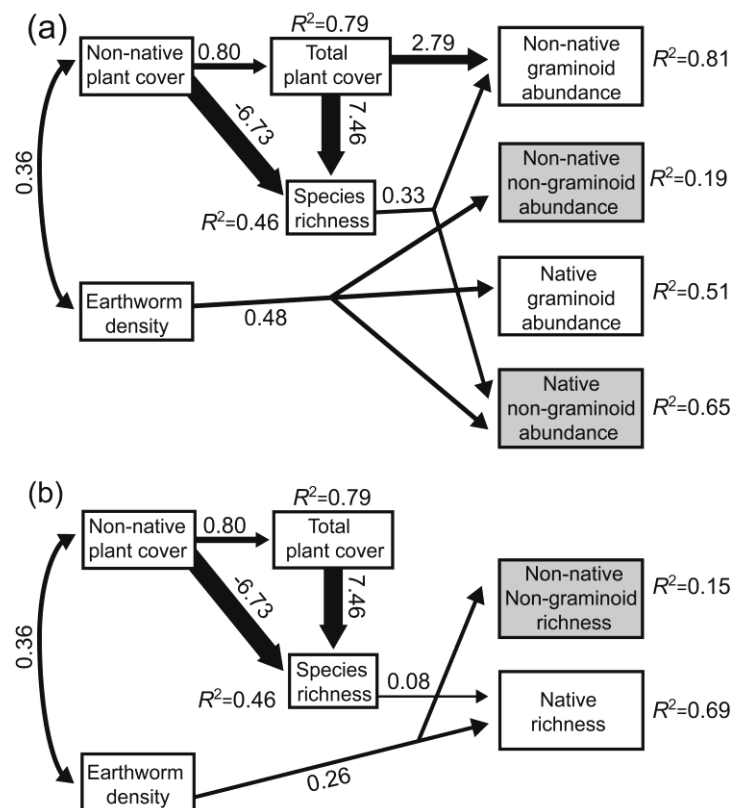 (a)
R²=0.79
Non-native
plant cover
0.80
Total
plant cover
2.79
Non-native
graminoid
abundance
R²=0.81
-6.73
7.46
0.36
Non-native
non-graminoid
abundance
R²=0.19
R²=0.46
Species
richness
0.33
Earthworm
density
0.48
Native
graminoid
abundance
R²=0.51
Native
non-graminoid
abundance
R²=0.65
(b)
R²=0.79
Non-native
plant cover
0.80
Total
plant cover
-6.73
7.46
0.36
Non-native
Non-graminoid
richness
R²=0.15
R²=0.46
Species
richness
0.08
Native
richness
R²=0.69
Earthworm
density
0.26